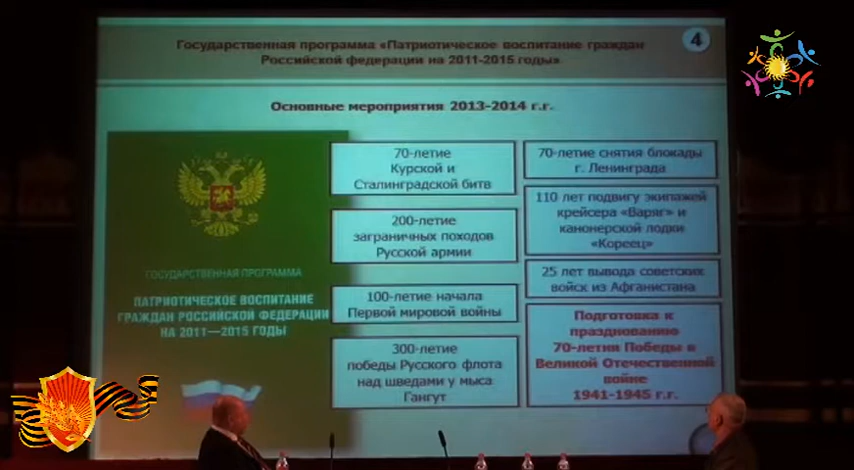 4
Государственная программа «Патриотическое воспитание граждан
Российской федерации на 2011-2015 годы»
Основные мероприятия 2013-2014 г.г.
ГОСУДАРСТВЕННАЯ ПРОГРАММА
ПАТРИОТИЧЕСКОЕ ВОСПИТАНИЕ
ГРАЖДАН РОССИЙСКОЙ ФЕДЕРАЦИИ
НА 2011—2015 ГОДЫ
70-летие
Курской и
Сталинградской битв
200-летие
заграничных походов
Русской армии
100-летие начала
Первой мировой войны
300-летие
победы Русского флота
над шведами у мыса
Гангут
70-летие снятия блокады
г. Ленинграда
110 лет подвигу экипажей
крейсера «Варяг» и
канонерской лодки
«Кореец»
25 лет вывода советских
войск из Афганистана
Подготовка к
празднованию
70-летия Победы в
Великой Отечественной
войне
1941-1945 г.г.